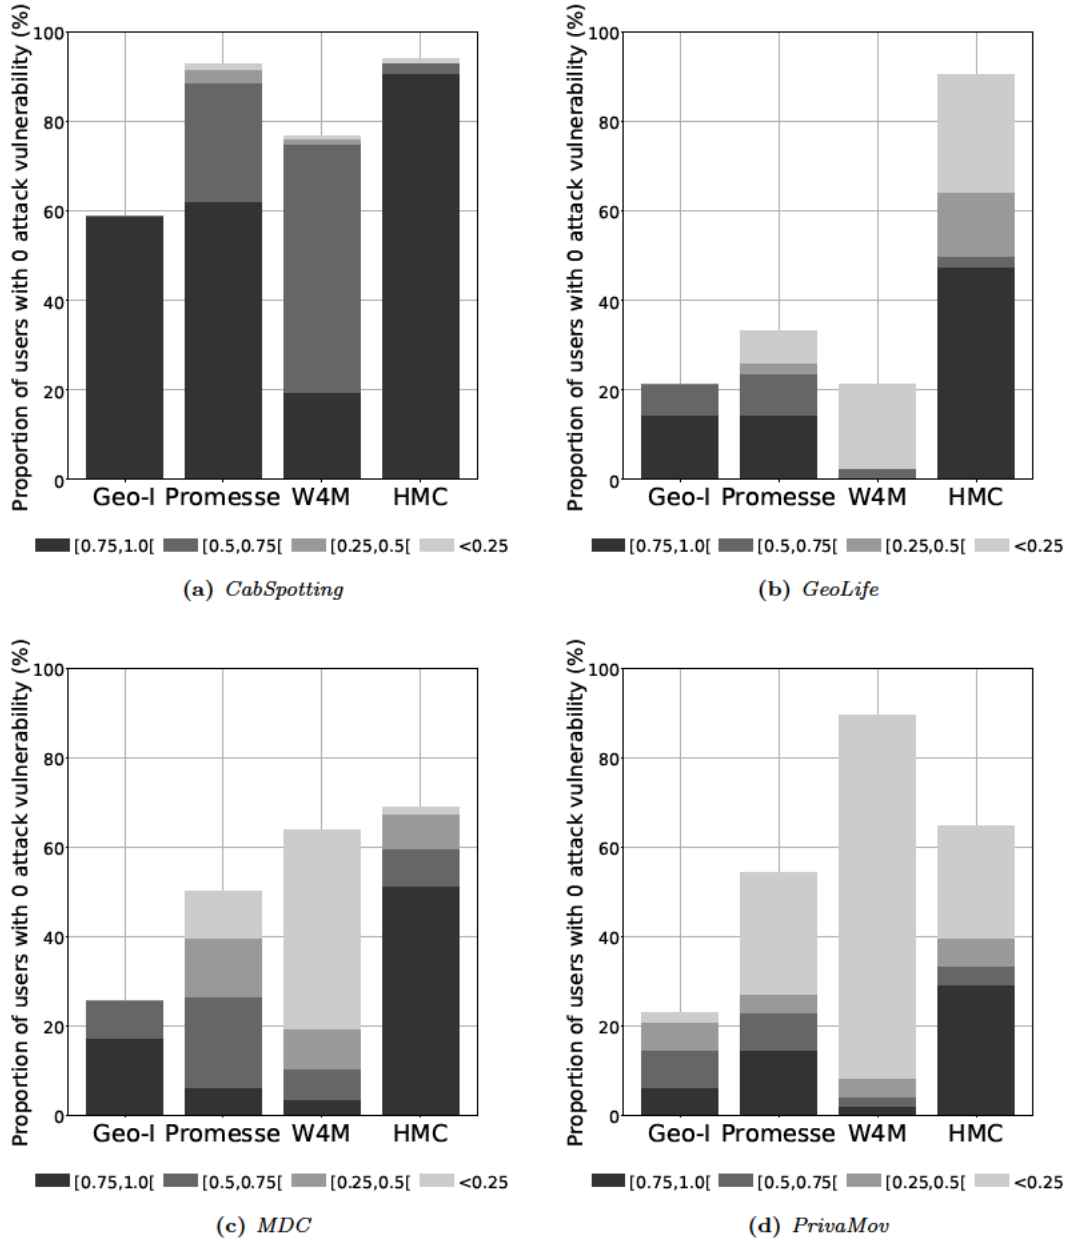 Proportion of users with 0 attack vulnerability (%)
100
80
60
40
20
0
Geo-I Promesse W4M HMC
[0.75,1.0[ [0.5,0.75[ [0.25,0.5[ <0.25
(a) CabSpotting
Proportion of users with 0 attack vulnerability (%)
100
80
60
40
20
0
Geo-I Promesse W4M HMC
[0.75,1.0[ [0.5,0.75[ [0.25,0.5[ <0.25
(b) GeoLife
Proportion of users with 0 attack vulnerability (%)
100
80
60
40
20
0
Geo-I Promesse W4M HMC
[0.75,1.0[ [0.5,0.75[ [0.25,0.5[ <0.25
(c) MDC
Proportion of users with 0 attack vulnerability (%)
100
80
60
40
20
0
Geo-I Promesse W4M HMC
[0.75,1.0[ [0.5,0.75[ [0.25,0.5[ <0.25
(d) PrivaMov